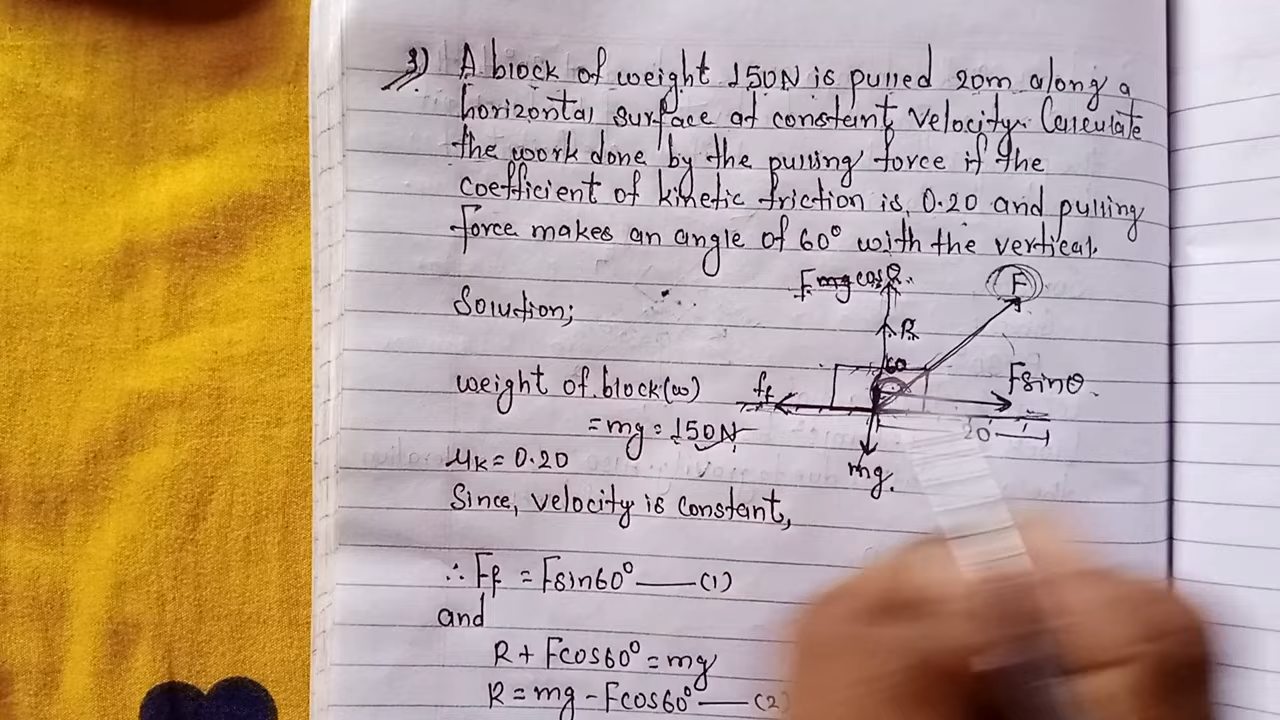 3) A block of weight 150N is pulled 20m along a
horizontal surface at constant velocity. Calculate
the work done by the pulling force if the
coefficient of kinetic friction is 0.20 and pulling
Force makes an angle of 60° with the vertical.
Solution;
F mg cosθ.
F
R
60
Fsinθ.
ff
20
mg.
weight of block(ω)
= mg = 150N
μK = 0.20
Since, velocity is constant,
∴ Ff = Fsin60° —— (1)
and
R + Fcos60° = mg
R = mg - Fcos60° —— (2)